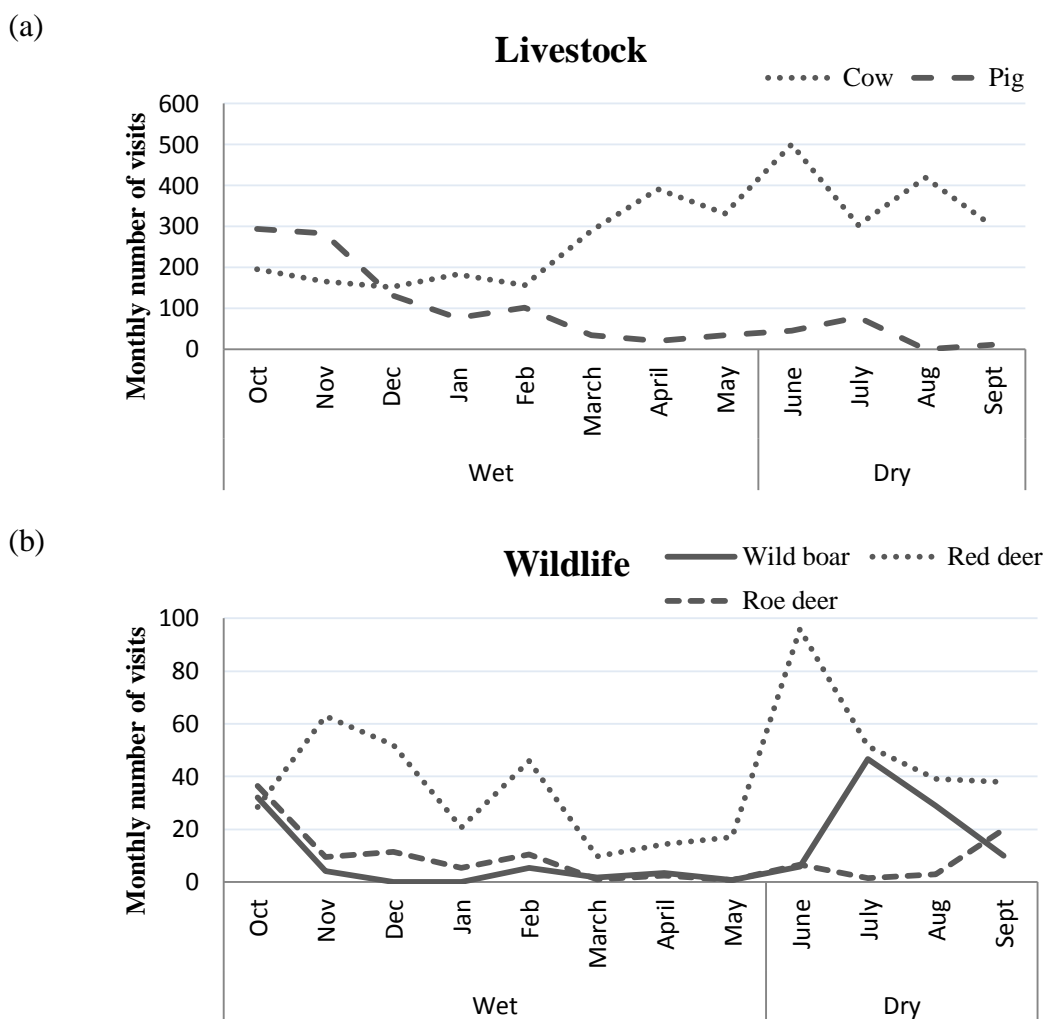 (a)
Livestock
Cow Pig
Monthly number of visits
600
500
400
300
200
100
0
Oct Nov Dec Jan Feb March April May June July Aug Sept
Wet Dry
(b)
Wildlife
Wild boar Red deer
Roe deer
Monthly number of visits
100
80
60
40
20
0
Oct Nov Dec Jan Feb March April May June July Aug Sept
Wet Dry